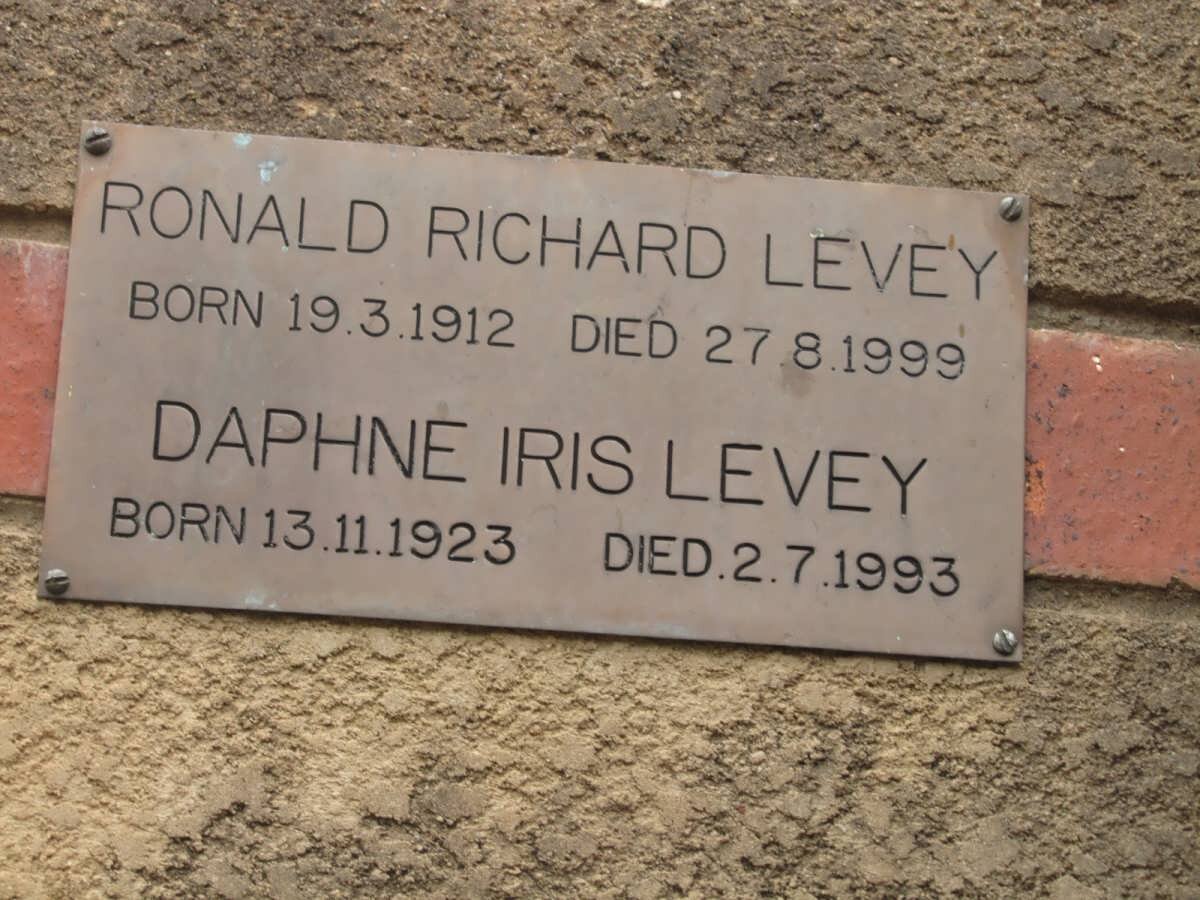 RONALD RICHARD LEVEY
BORN 19.3.1912 DIED 27.8.1999
DAPHNE IRIS LEVEY
BORN 13.11.1923 DIED.2.7.1993